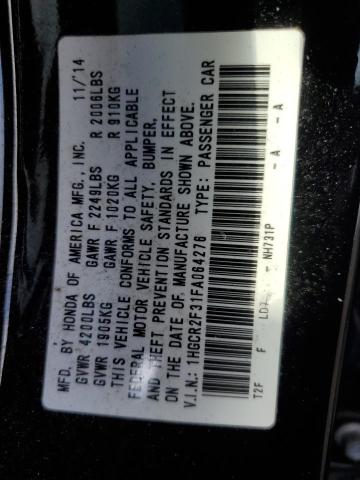 MFD. BY HONDA OF AMERICA MFG., INC. 11/14
GVWR 4200LBS GAWR F 2249LBS R 2006LBS
GVWR 1905KG GAWR F 1020KG R 910KG
THIS VEHICLE CONFORMS TO ALL APPLICABLE
FEDERAL MOTOR VEHICLE SAFETY, BUMPER,
AND THEFT PREVENTION STANDARDS IN EFFECT
ON THE DATE OF MANUFACTURE SHOWN ABOVE.
V.I.N.: 1HGCR2F31FA064276 TYPE: PASSENGER CAR
T2F F NH731P - A - A